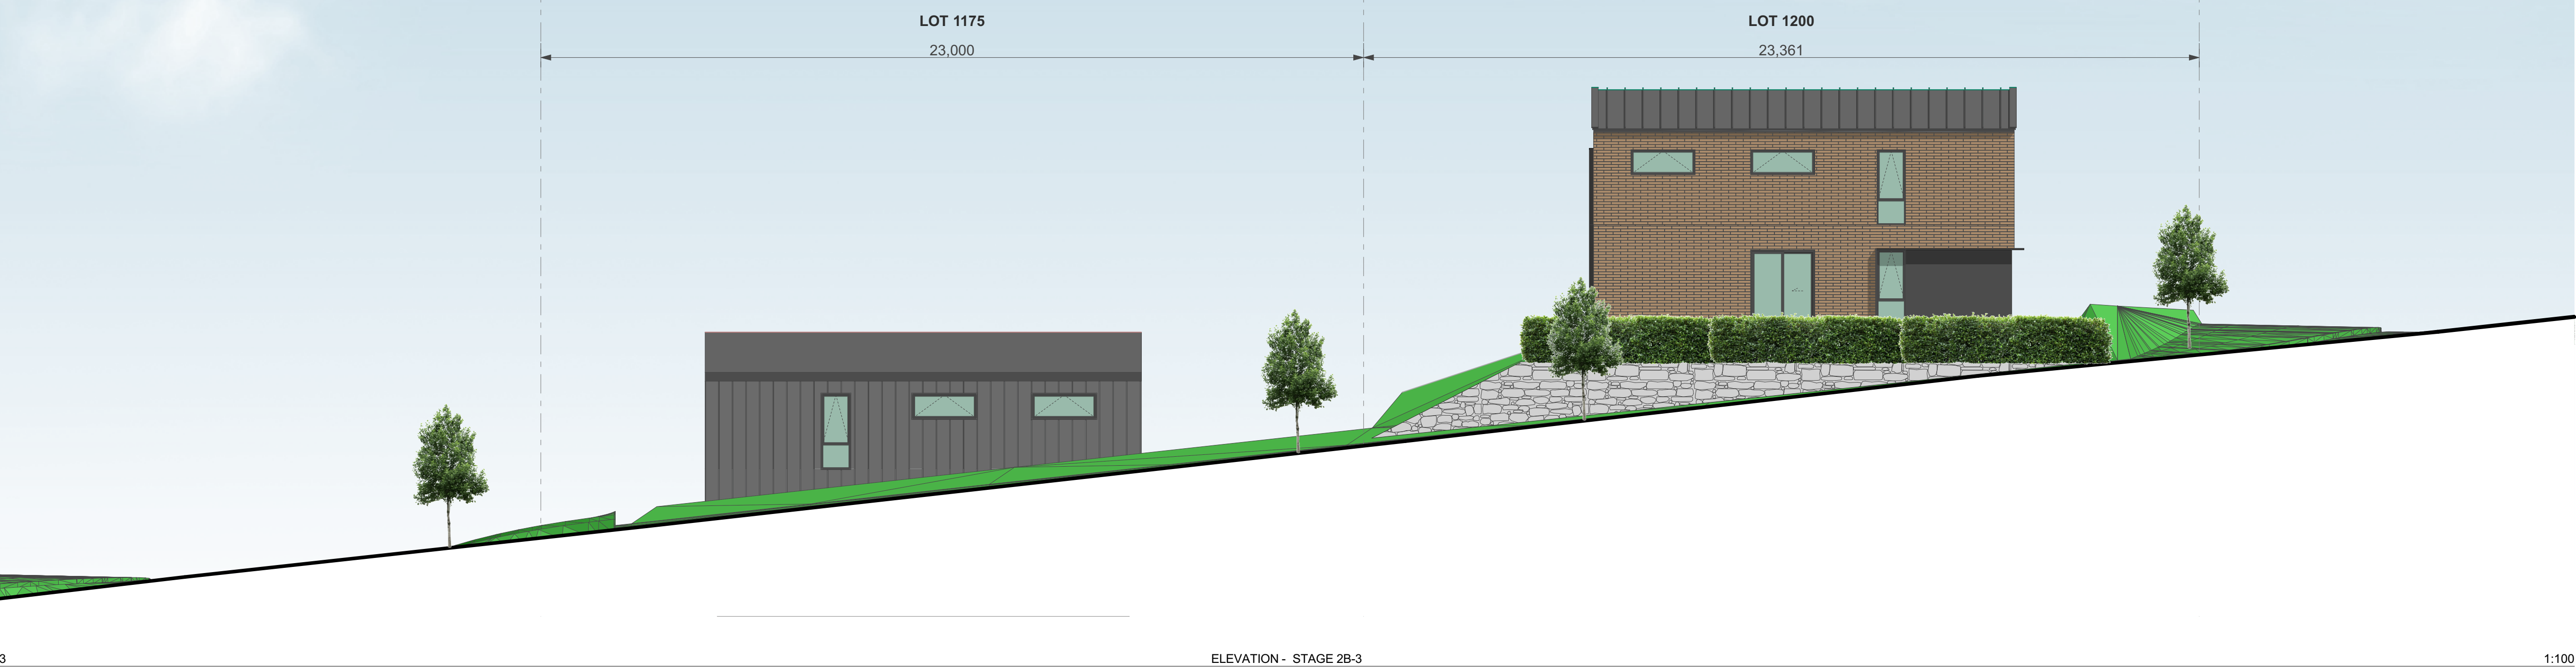 LOT 1175
LOT 1200
23,000
23,361
3
ELEVATION - STAGE 2B-3
1:100